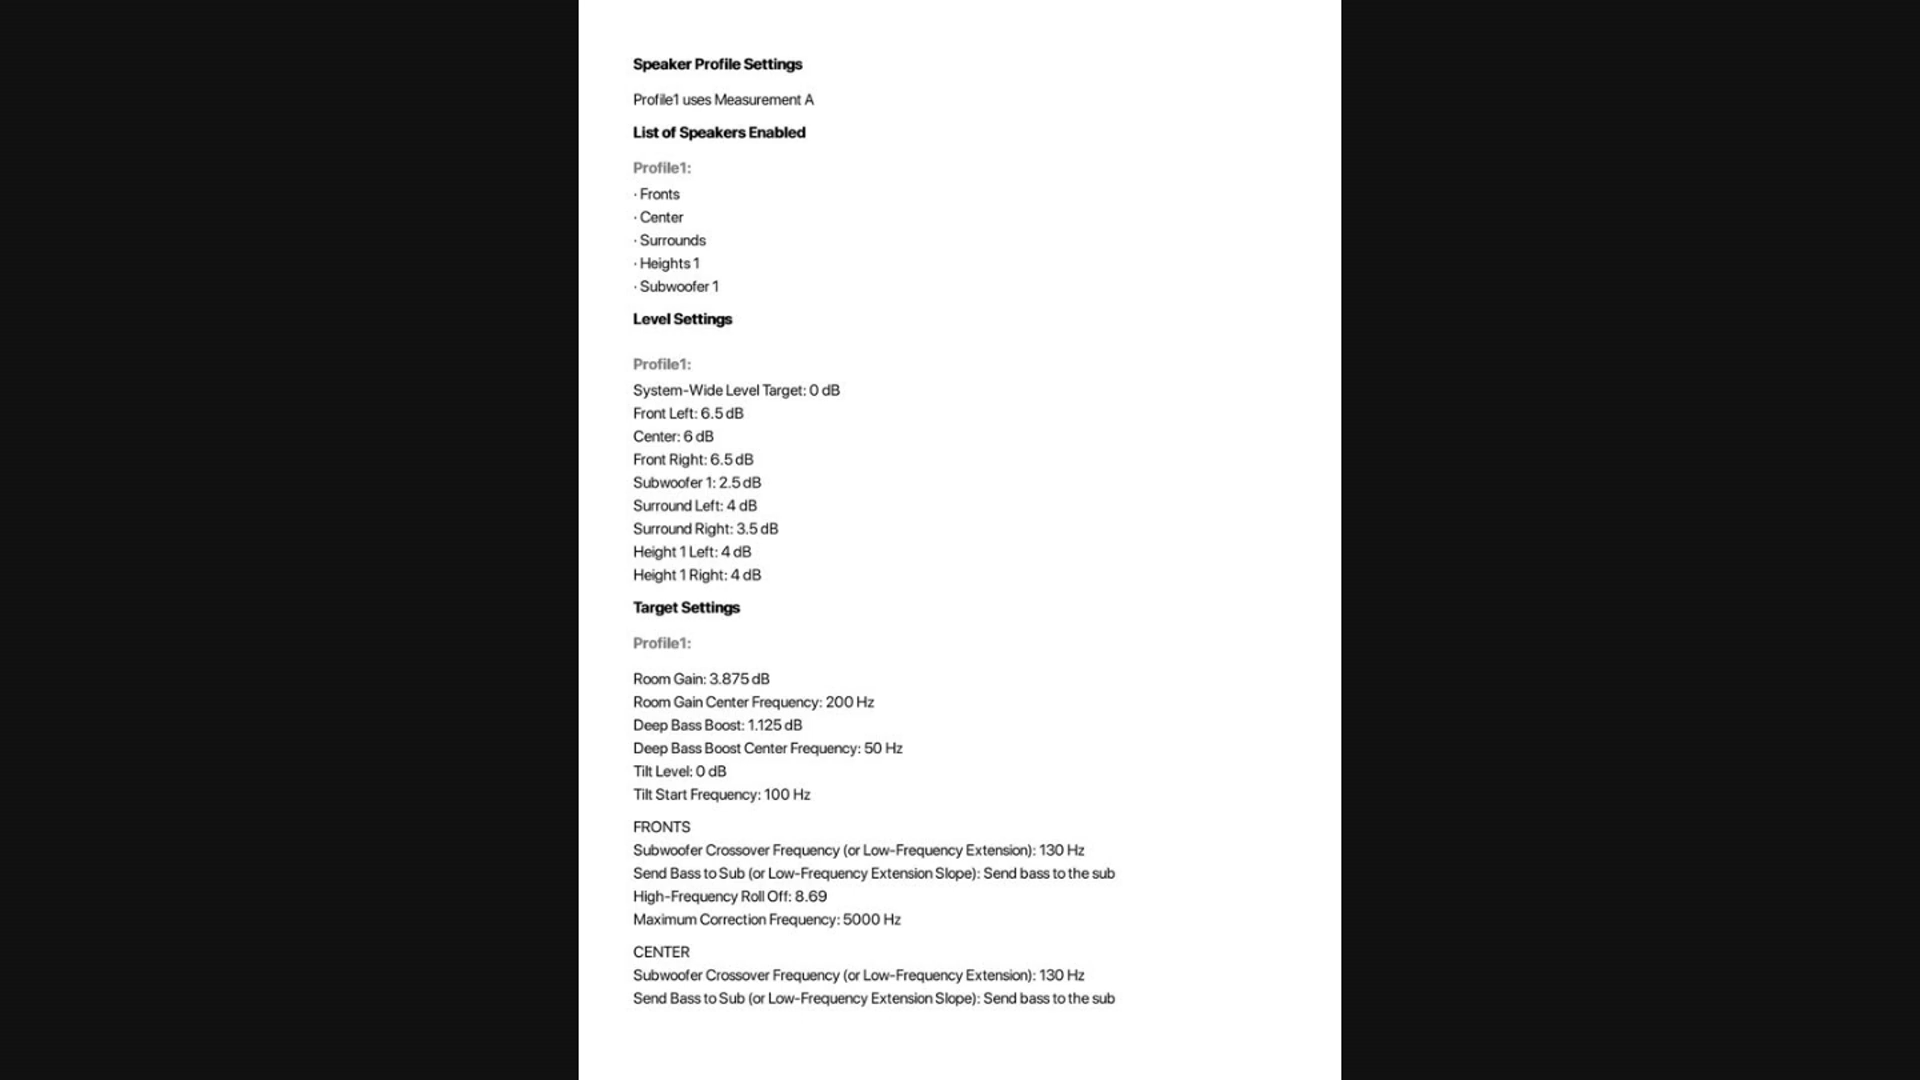 Speaker Profile Settings
Profile1 uses Measurement A
List of Speakers Enabled
Profile1:
· Fronts
· Center
· Surrounds
· Heights 1
· Subwoofer 1
Level Settings
Profile1:
System-Wide Level Target: 0 dB
Front Left: 6.5 dB
Center: 6 dB
Front Right: 6.5 dB
Subwoofer 1: 2.5 dB
Surround Left: 4 dB
Surround Right: 3.5 dB
Height 1 Left: 4 dB
Height 1 Right: 4 dB
Target Settings
Profile1:
Room Gain: 3.875 dB
Room Gain Center Frequency: 200 Hz
Deep Bass Boost: 1.125 dB
Deep Bass Boost Center Frequency: 50 Hz
Tilt Level: 0 dB
Tilt Start Frequency: 100 Hz
FRONTS
Subwoofer Crossover Frequency (or Low-Frequency Extension): 130 Hz
Send Bass to Sub (or Low-Frequency Extension Slope): Send bass to the sub
High-Frequency Roll Off: 8.69
Maximum Correction Frequency: 5000 Hz
CENTER
Subwoofer Crossover Frequency (or Low-Frequency Extension): 130 Hz
Send Bass to Sub (or Low-Frequency Extension Slope): Send bass to the sub